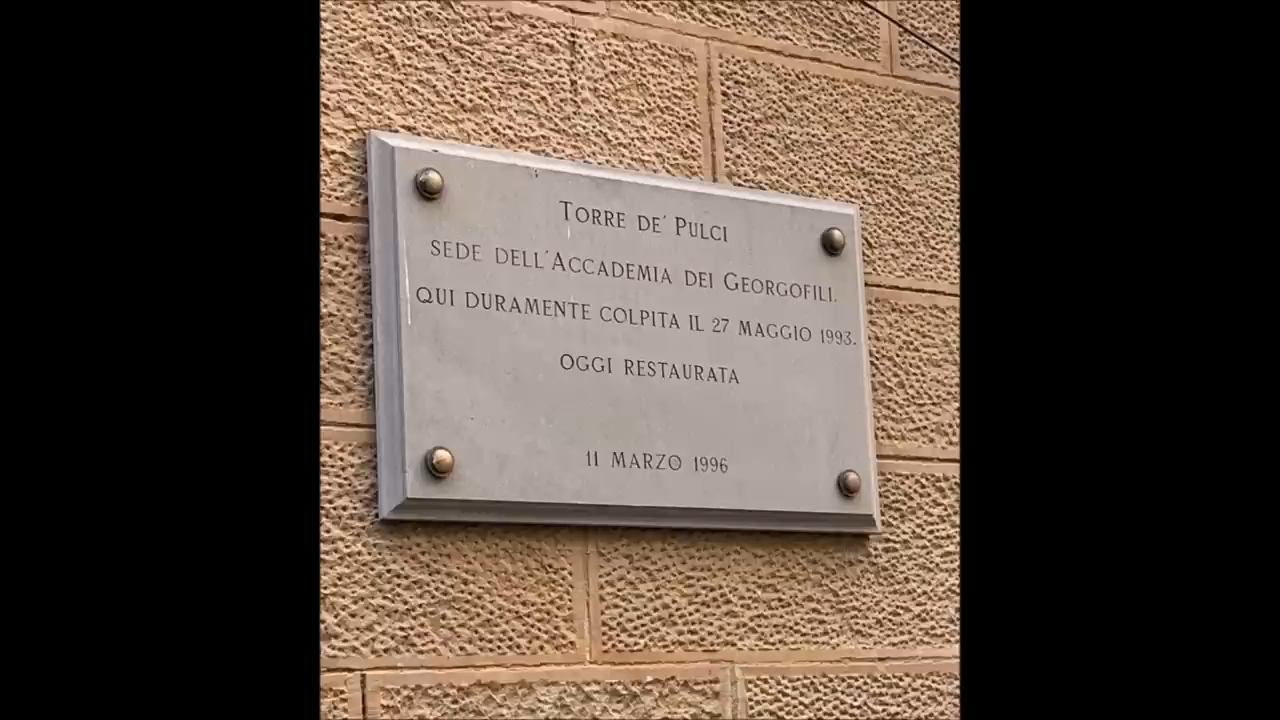 Torre de' Pulci
sede dell'Accademia dei Georgofili.
qui duramente colpita il 27 maggio 1993.
oggi restaurata
11 marzo 1996